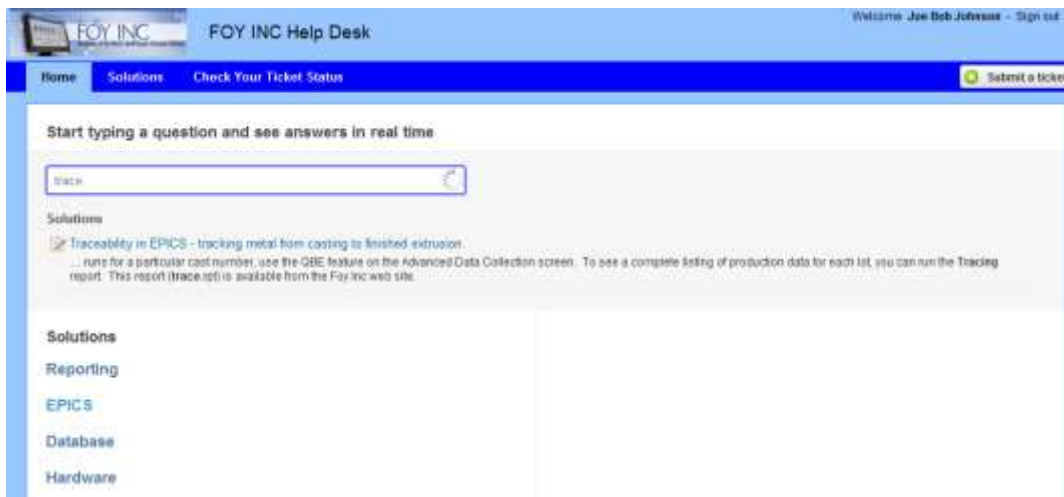 FOY INC
FOY INC Help Desk
Welcome Joe Bob Johnson - Sign out
Home Solutions Check Your Ticket Status
Submit a ticke
Start typing a question and see answers in real time
trace
Solutions
Traceability in EPICS - tracking metal from casting to finished extrusion
... runs for a particular cast number, use the QBE feature on the Advanced Data Collection screen. To see a complete listing of production data for each lot, you can run the Tracing
report. This report (trace.rpt) is available from the Foy Inc web site.
Solutions
Reporting
EPICS
Database
Hardware